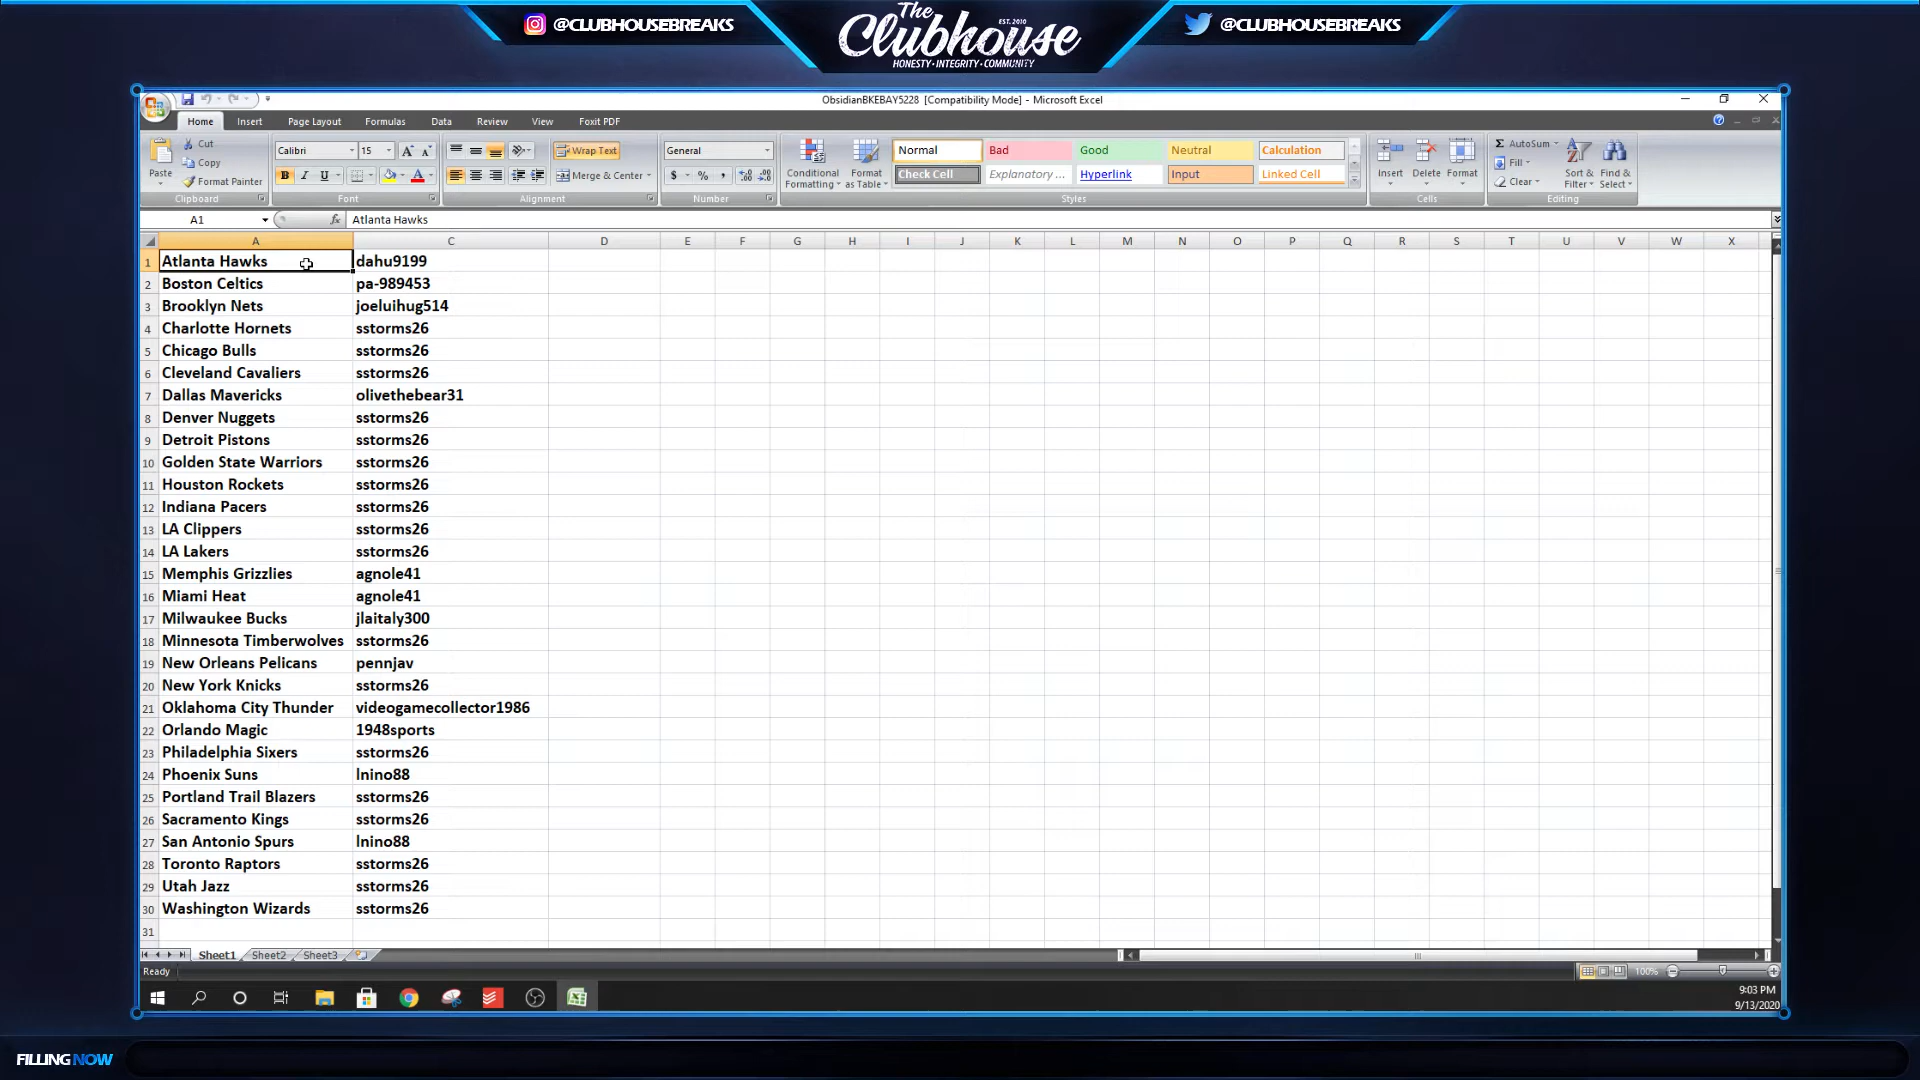 @CLUBHOUSEBREAKS
The Clubhouse
EST. 2010
HONESTY • INTEGRITY • COMMUNITY
@CLUBHOUSEBREAKS
ObsidianBKEBAY5228 [Compatibility Mode] - Microsoft Excel
Home Insert Page Layout Formulas Data Review View Foxit PDF
Paste Cut Copy Format Painter
Calibri 15 A A B I U A
Wrap Text Merge & Center
General $ % ,
Conditional Formatting Format as Table
Normal Bad Good Neutral Calculation
Check Cell Explanatory ... Hyperlink Input Linked Cell
Insert Delete Format
Σ AutoSum Fill Clear Sort & Filter Find & Select
Clipboard Font Alignment Number Styles Cells Editing
A1 fx Atlanta Hawks
A C D E F G H I J K L M N O P Q R S T U V W X
1 Atlanta Hawks dahu9199
2 Boston Celtics pa-989453
3 Brooklyn Nets joeluihug514
4 Charlotte Hornets sstorms26
5 Chicago Bulls sstorms26
6 Cleveland Cavaliers sstorms26
7 Dallas Mavericks olivethebear31
8 Denver Nuggets sstorms26
9 Detroit Pistons sstorms26
10 Golden State Warriors sstorms26
11 Houston Rockets sstorms26
12 Indiana Pacers sstorms26
13 LA Clippers sstorms26
14 LA Lakers sstorms26
15 Memphis Grizzlies agnole41
16 Miami Heat agnole41
17 Milwaukee Bucks jlaitaly300
18 Minnesota Timberwolves sstorms26
19 New Orleans Pelicans pennjav
20 New York Knicks sstorms26
21 Oklahoma City Thunder videogamecollector1986
22 Orlando Magic 1948sports
23 Philadelphia Sixers sstorms26
24 Phoenix Suns lnino88
25 Portland Trail Blazers sstorms26
26 Sacramento Kings sstorms26
27 San Antonio Spurs lnino88
28 Toronto Raptors sstorms26
29 Utah Jazz sstorms26
30 Washington Wizards sstorms26
31
Sheet1 Sheet2 Sheet3
Ready 100%
9:03 PM
9/13/2020
FILLING NOW